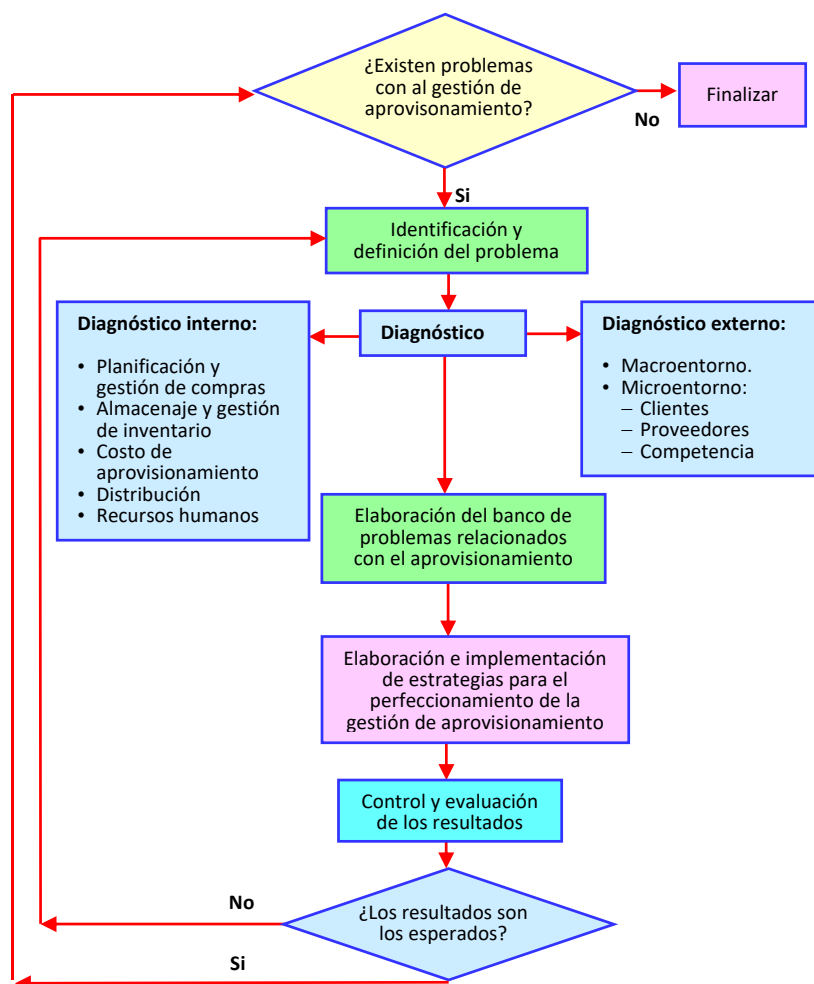 ¿Existen problemas
con al gestión de
aprovisonamiento?
No
Finalizar
Si
Identificación y
definición del problema
Diagnóstico interno:
• Planificación y
gestión de compras
• Almacenaje y gestión
de inventario
• Costo de
aprovisionamiento
• Distribución
• Recursos humanos
Diagnóstico
Diagnóstico externo:
• Macroentorno.
• Microentorno:
– Clientes
– Proveedores
– Competencia
Elaboración del banco de
problemas relacionados
con el aprovisionamiento
Elaboración e implementación
de estrategias para el
perfeccionamiento de la
gestión de aprovisionamiento
Control y evaluación
de los resultados
No
¿Los resultados son
los esperados?
Si